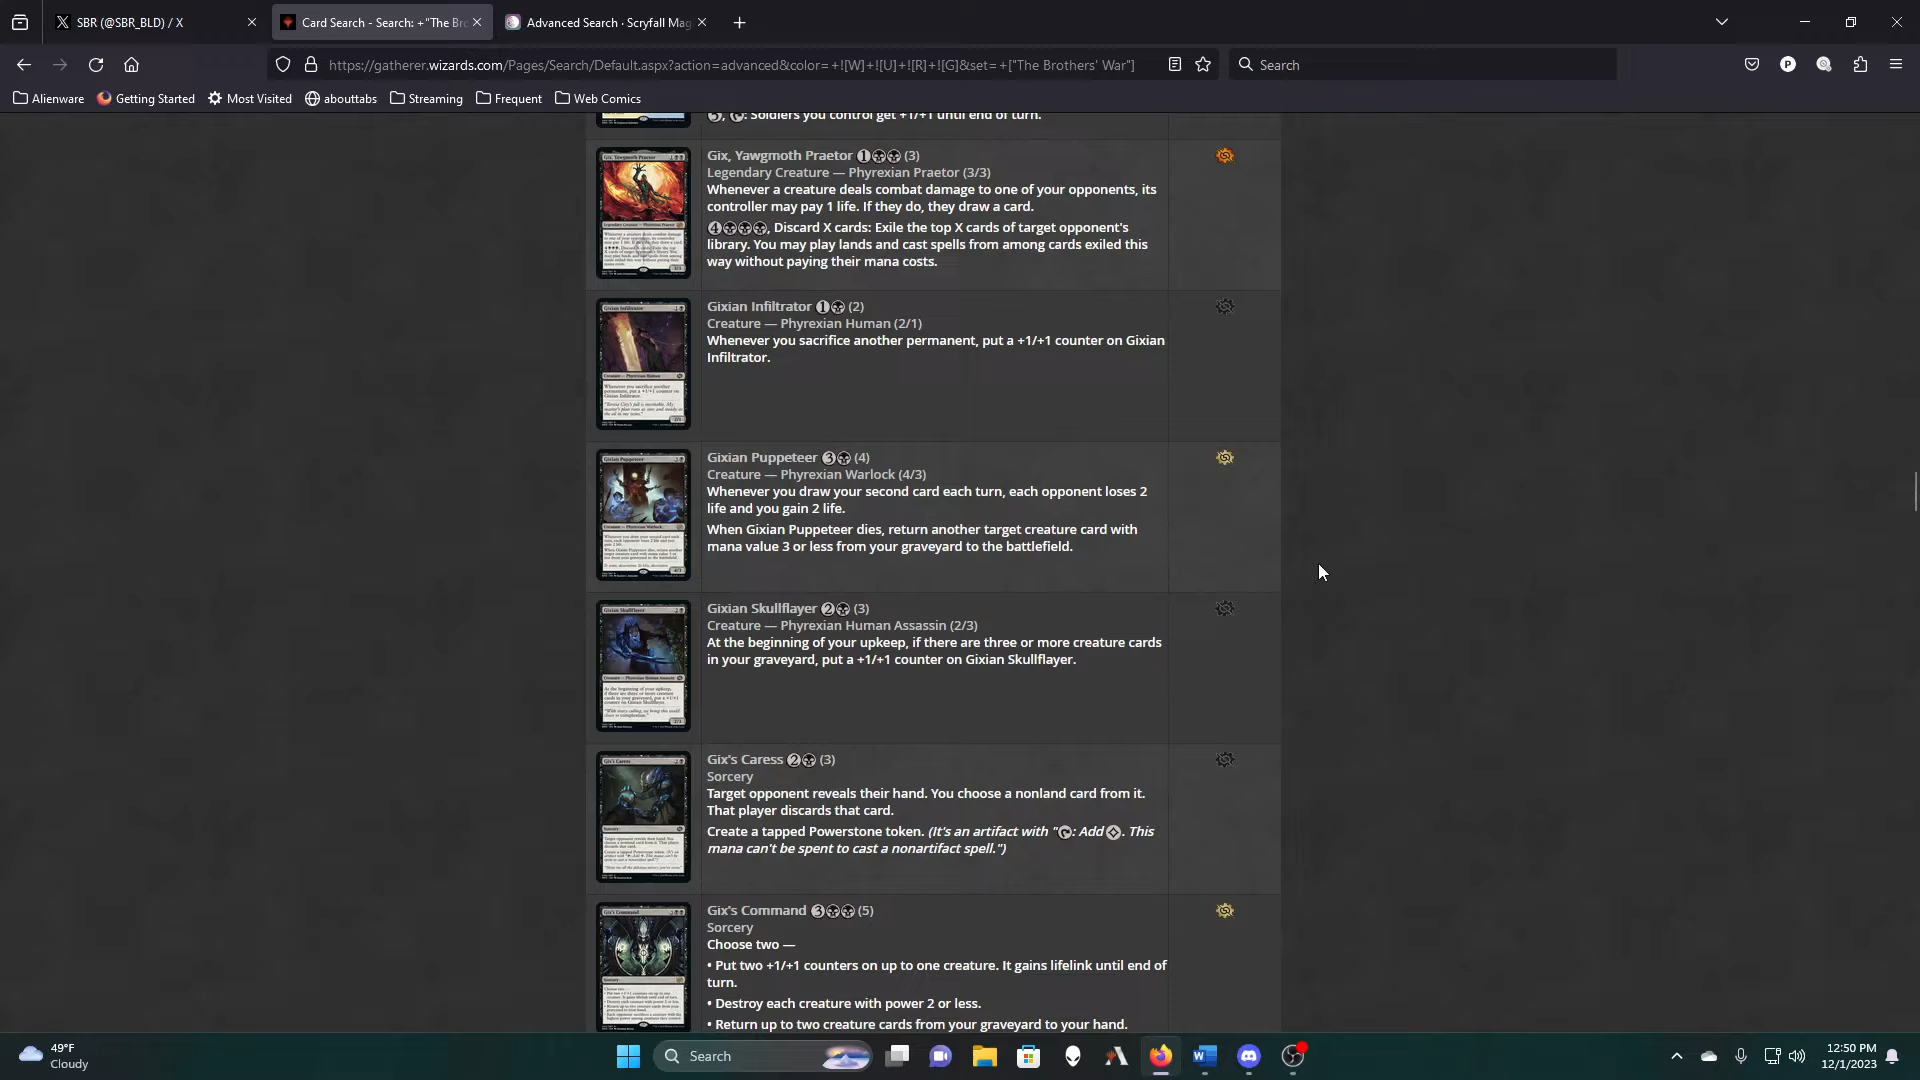 SBR (@SBR_BLD) / X
Card Search - Search: +"The Bro
Advanced Search · Scryfall Mag
https://gatherer.wizards.com/Pages/Search/Default.aspx?action=advanced&color=+![W]+![U]+![R]+![G]&set=+["The Brothers' War"]
Search
Alienware
Getting Started
Most Visited
abouttabs
Streaming
Frequent
Web Comics
5, : Soldiers you control get +1/+1 until end of turn.
Gix, Yawgmoth Praetor 1 (3)
Legendary Creature — Phyrexian Praetor (3/3)
Whenever a creature deals combat damage to one of your opponents, its
controller may pay 1 life. If they do, they draw a card.
4, Discard X cards: Exile the top X cards of target opponent's
library. You may play lands and cast spells from among cards exiled this
way without paying their mana costs.
Gixian Infiltrator 1 (2)
Creature — Phyrexian Human (2/1)
Whenever you sacrifice another permanent, put a +1/+1 counter on Gixian
Infiltrator.
Gixian Puppeteer 3 (4)
Creature — Phyrexian Warlock (4/3)
Whenever you draw your second card each turn, each opponent loses 2
life and you gain 2 life.
When Gixian Puppeteer dies, return another target creature card with
mana value 3 or less from your graveyard to the battlefield.
Gixian Skullflayer 2 (3)
Creature — Phyrexian Human Assassin (2/3)
At the beginning of your upkeep, if there are three or more creature cards
in your graveyard, put a +1/+1 counter on Gixian Skullflayer.
Gix's Caress 2 (3)
Sorcery
Target opponent reveals their hand. You choose a nonland card from it.
That player discards that card.
Create a tapped Powerstone token. (It's an artifact with ": Add . This
mana can't be spent to cast a nonartifact spell.")
Gix's Command 3 (5)
Sorcery
Choose two —
• Put two +1/+1 counters on up to one creature. It gains lifelink until end of
turn.
• Destroy each creature with power 2 or less.
• Return up to two creature cards from your graveyard to your hand.
49°F
Cloudy
Search
12:50 PM
12/1/2023